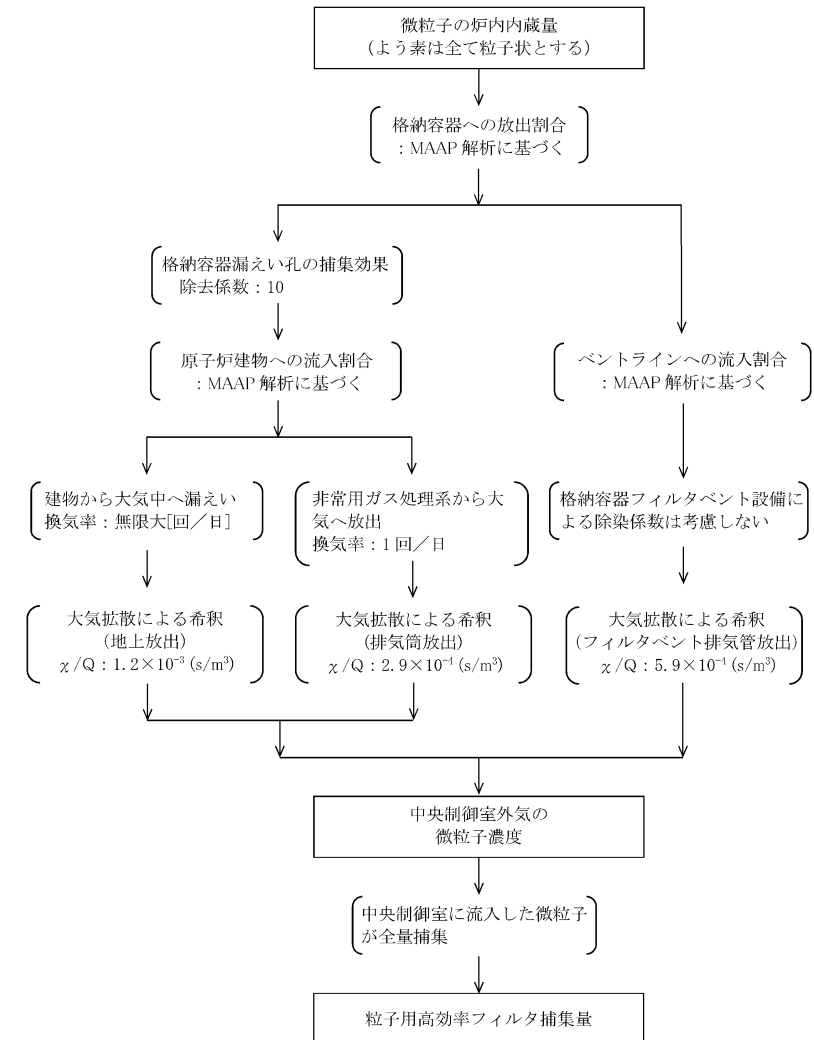 微粒子の炉内内蔵量
（よう素は全て粒子状とする）
格納容器への放出割合
：MAAP 解析に基づく
格納容器漏えい孔の捕集効果
除去係数：10
原子炉建物への流入割合
：MAAP 解析に基づく
ベントラインへの流入割合
：MAAP 解析に基づく
建物から大気中へ漏えい
換気率：無限大[回／日]
非常用ガス処理系から大
気へ放出
換気率：1 回／日
格納容器フィルタベント設備に
よる除染係数は考慮しない
大気拡散による希釈
(地上放出)
χ/Q：1.2×10⁻³ (s/m³)
大気拡散による希釈
(排気筒放出)
χ/Q：2.9×10⁻⁴ (s/m³)
大気拡散による希釈
(フィルタベント排気管放出)
χ/Q：5.9×10⁻⁴ (s/m³)
中央制御室外気の
微粒子濃度
中央制御室に流入した微粒子
が全量捕集
粒子用高効率フィルタ捕集量